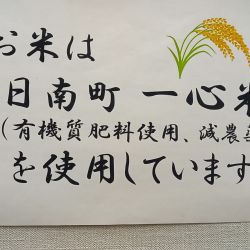 お米は
日南町 一心米
(有機質肥料使用、減農
を使用しています